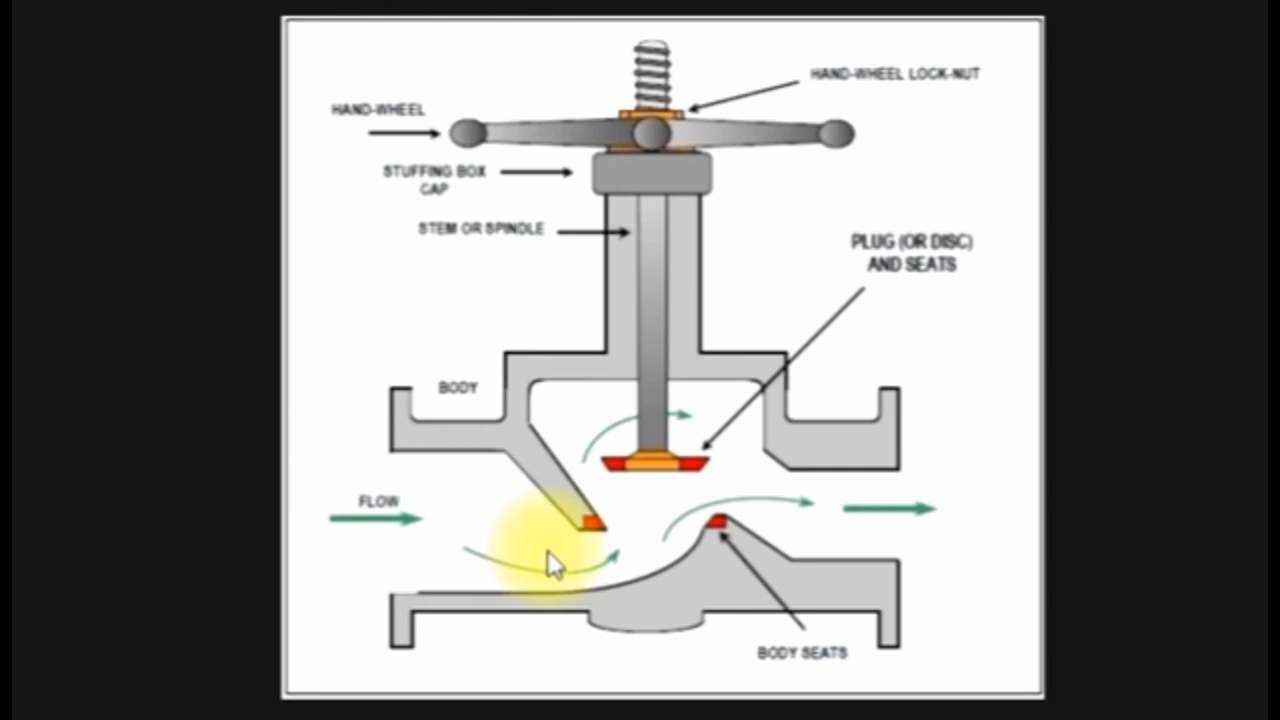 HAND-WHEEL LOCK-NUT
HAND-WHEEL
STUFFING BOX
CAP
STEM OR SPINDLE
PLUG (OR DISC)
AND SEATS
BODY
FLOW
BODY SEATS